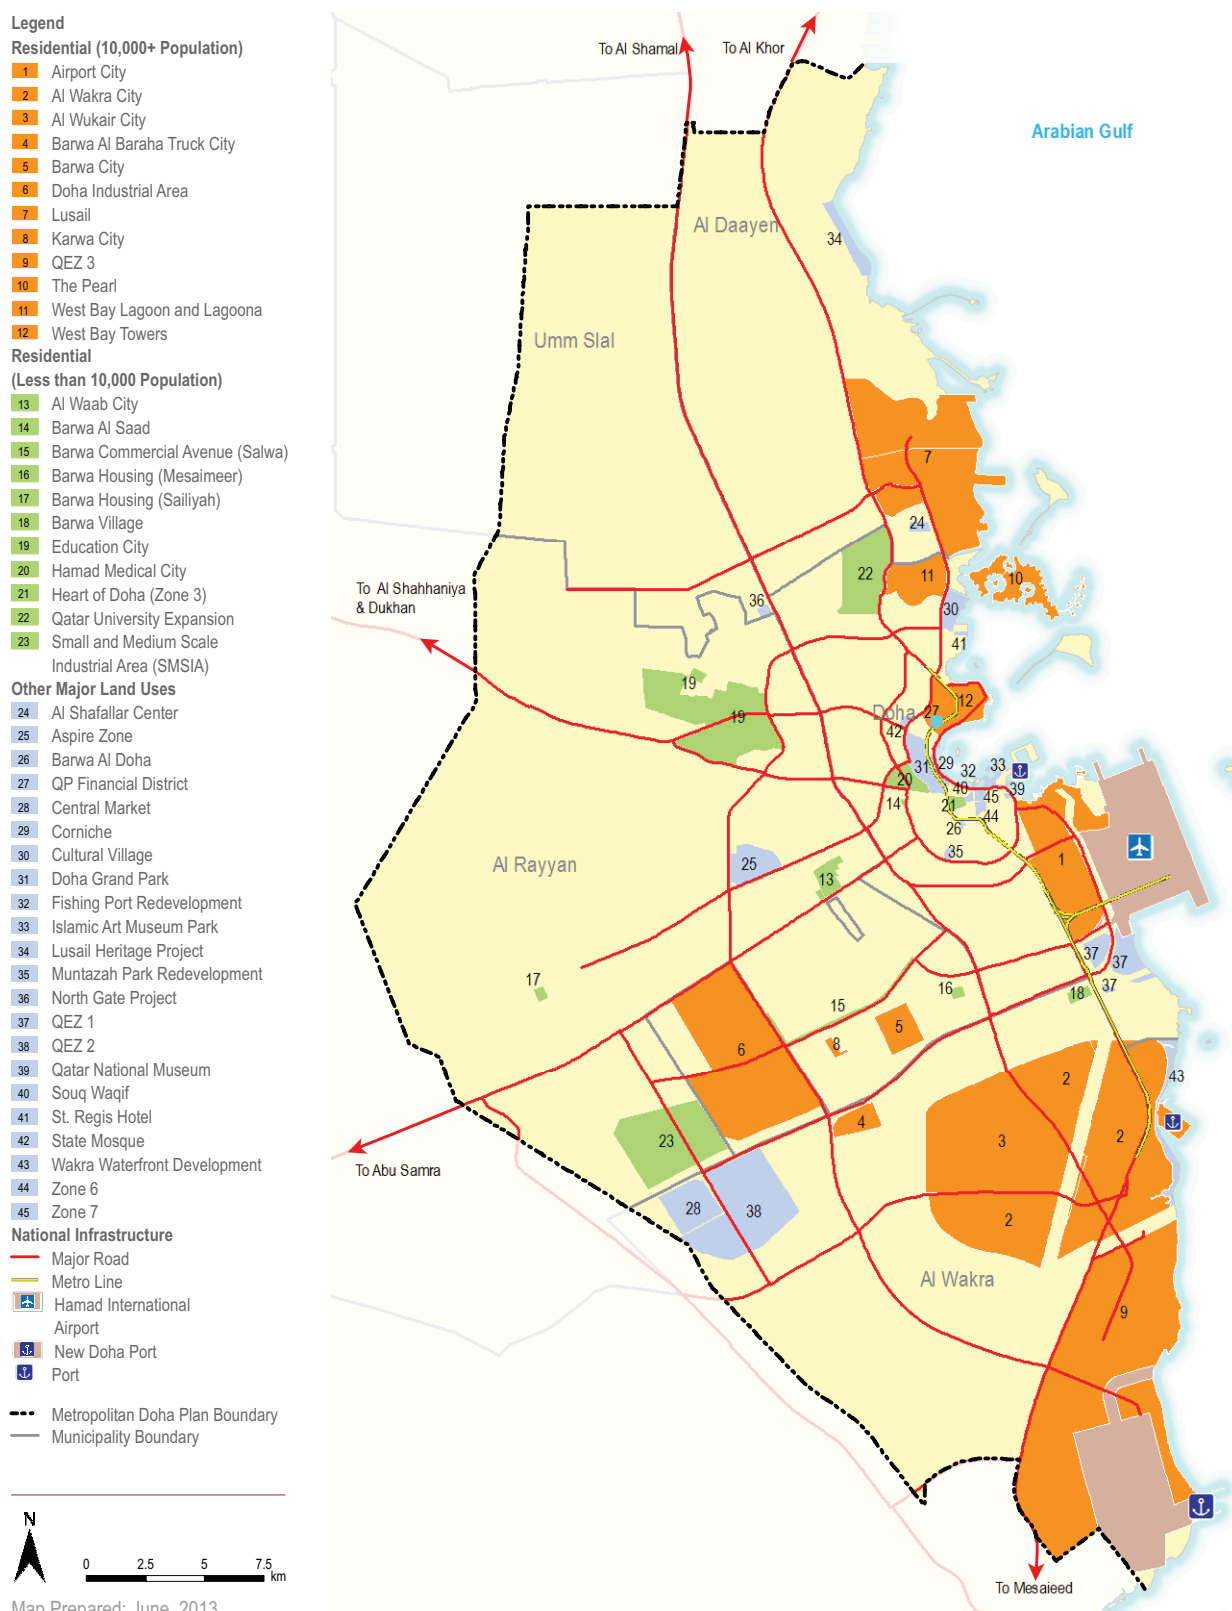 Legend
Residential (10,000+ Population)
1 Airport City
2 Al Wakra City
3 Al Wukair City
4 Barwa Al Baraha Truck City
5 Barwa City
6 Doha Industrial Area
7 Lusail
8 Karwa City
9 QEZ 3
10 The Pearl
11 West Bay Lagoon and Lagoona
12 West Bay Towers
Residential
(Less than 10,000 Population)
13 Al Waab City
14 Barwa Al Saad
15 Barwa Commercial Avenue (Salwa)
16 Barwa Housing (Mesaimeer)
17 Barwa Housing (Sailiyah)
18 Barwa Village
19 Education City
20 Hamad Medical City
21 Heart of Doha (Zone 3)
22 Qatar University Expansion
23 Small and Medium Scale
Industrial Area (SMSIA)
Other Major Land Uses
24 Al Shafallar Center
25 Aspire Zone
26 Barwa Al Doha
27 QP Financial District
28 Central Market
29 Corniche
30 Cultural Village
31 Doha Grand Park
32 Fishing Port Redevelopment
33 Islamic Art Museum Park
34 Lusail Heritage Project
35 Muntazah Park Redevelopment
36 North Gate Project
37 QEZ 1
38 QEZ 2
39 Qatar National Museum
40 Souq Waqif
41 St. Regis Hotel
42 State Mosque
43 Wakra Waterfront Development
44 Zone 6
45 Zone 7
National Infrastructure
Major Road
Metro Line
Hamad International
Airport
New Doha Port
Port
Metropolitan Doha Plan Boundary
Municipality Boundary
N
0 2.5 5 7.5
km
Map Prepared: June, 2013
To Al Shamal
To Al Khor
Arabian Gulf
Al Daayen
34
Umm Slal
7
24
To Al Shahhaniya
& Dukhan
22
11
10
36
30
41
19
19
12
27
Doha
42
29
33
32
31
20
40
39
45
14
21
44
26
35
1
Al Rayyan
25
13
37
37
37
17
16
18
15
5
8
6
2
43
4
3
2
23
To Abu Samra
28
38
2
Al Wakra
9
To Mesaieed